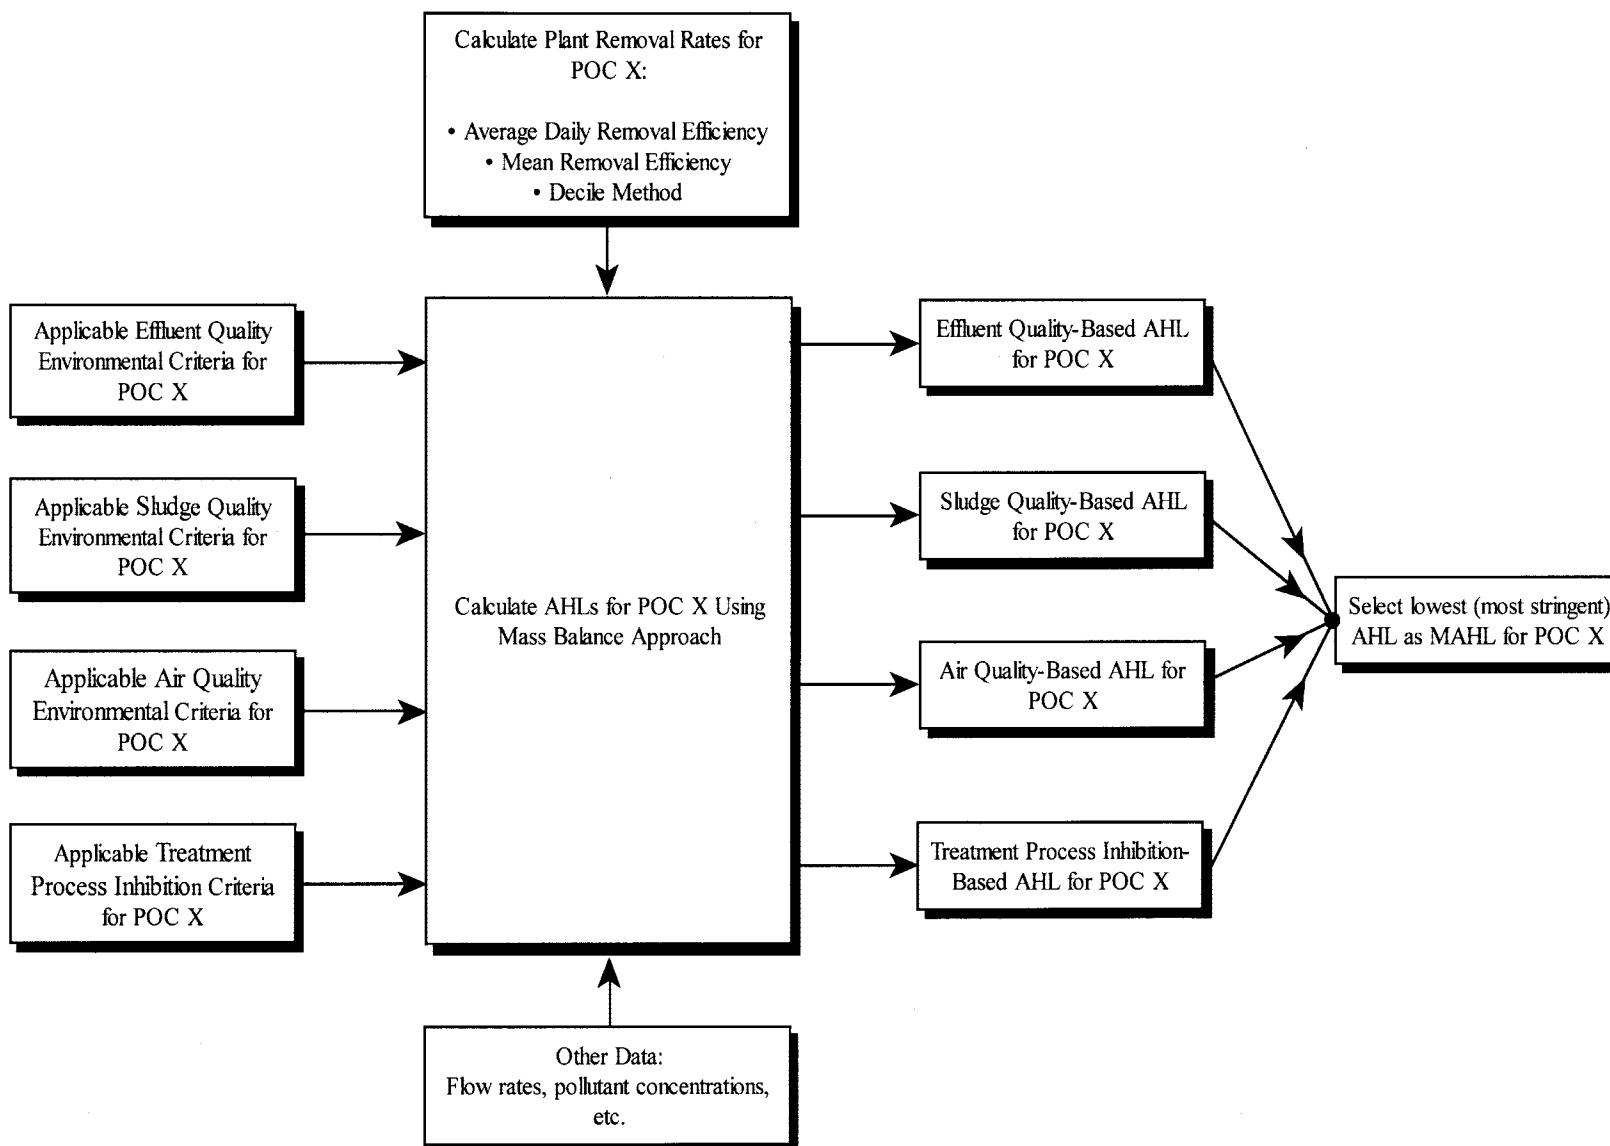 Calculate Plant Removal Rates for
POC X:
• Average Daily Removal Efficiency
• Mean Removal Efficiency
• Decile Method
Applicable Effluent Quality
Environmental Criteria for
POC X
Applicable Sludge Quality
Environmental Criteria for
POC X
Applicable Air Quality
Environmental Criteria for
POC X
Applicable Treatment
Process Inhibition Criteria
for POC X
Calculate AHLs for POC X Using
Mass Balance Approach
Effluent Quality-Based AHL
for POC X
Sludge Quality-Based AHL
for POC X
Air Quality-Based AHL for
POC X
Treatment Process Inhibition-
Based AHL for POC X
Select lowest (most stringent)
AHL as MAHL for POC X
Other Data:
Flow rates, pollutant concentrations,
etc.